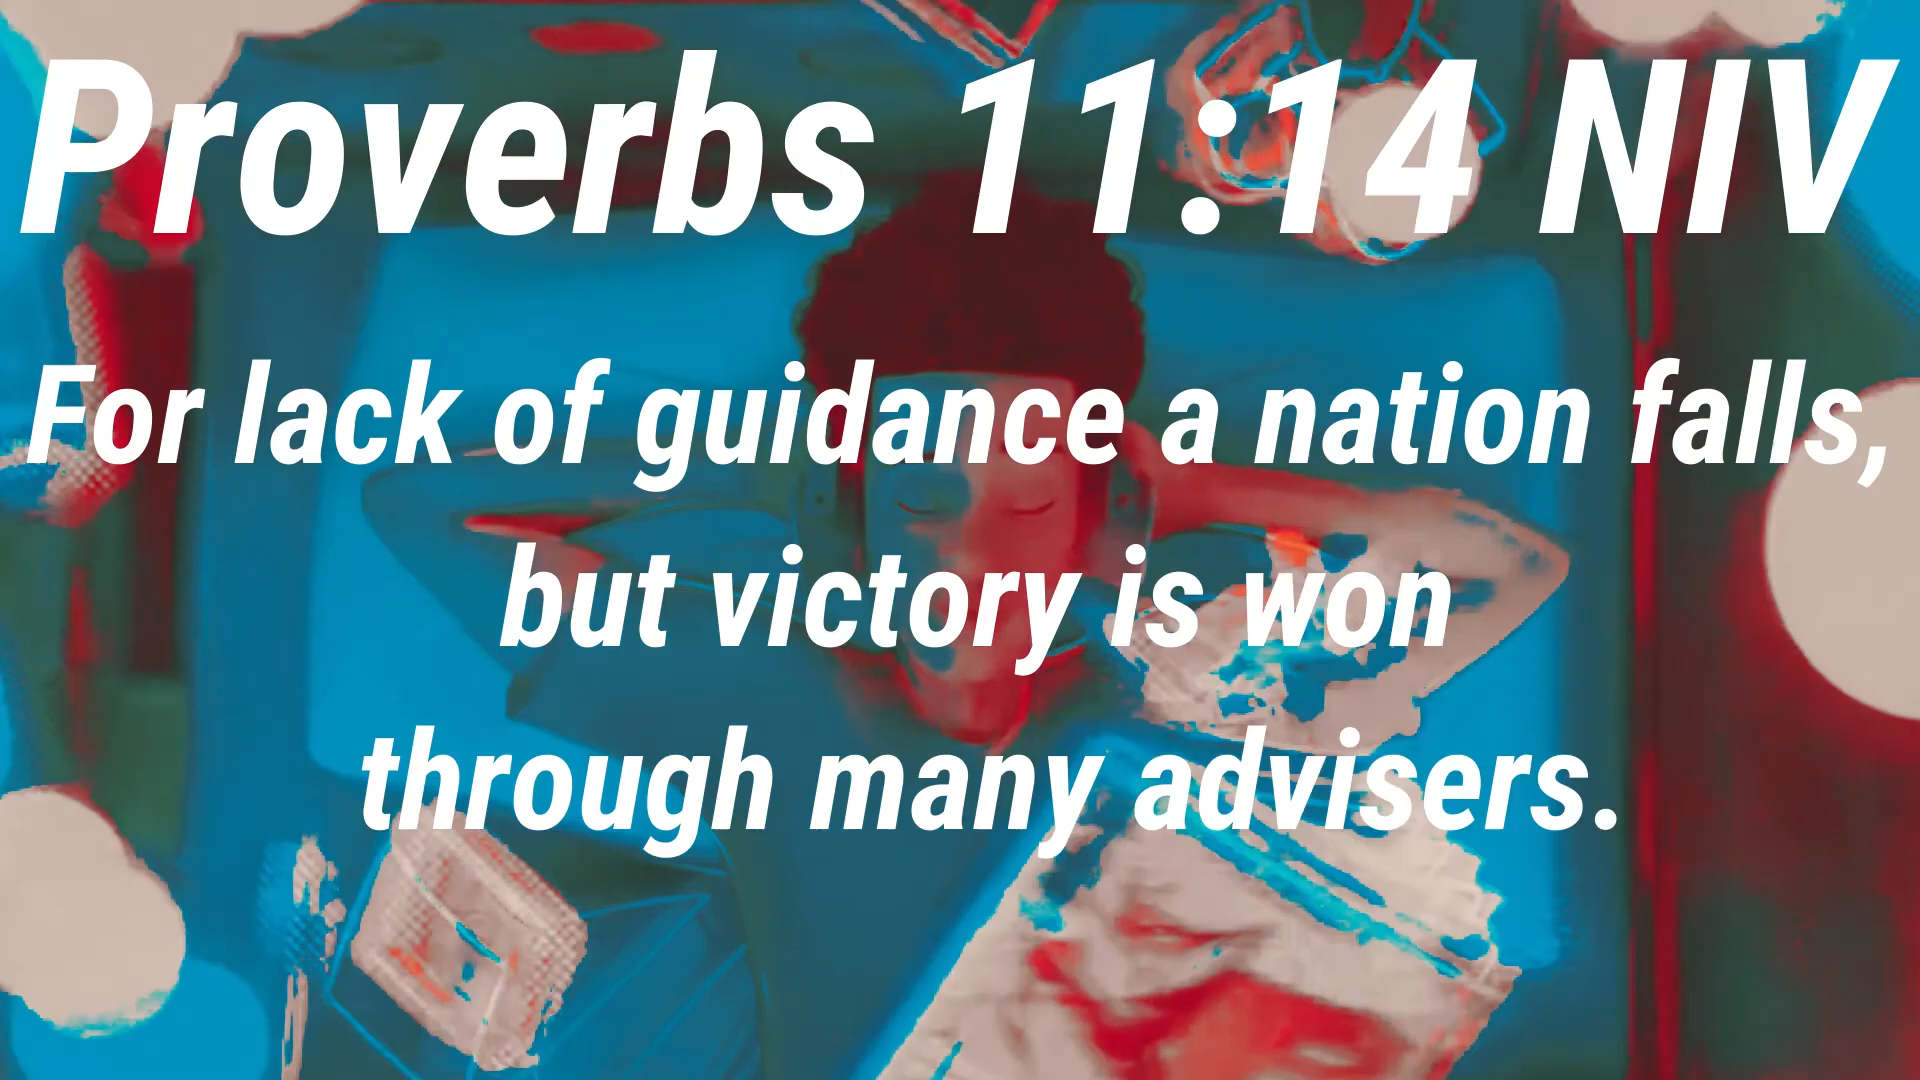 Proverbs 11:14 NIV
For lack of guidance a nation falls,
but victory is won
through many advisers.